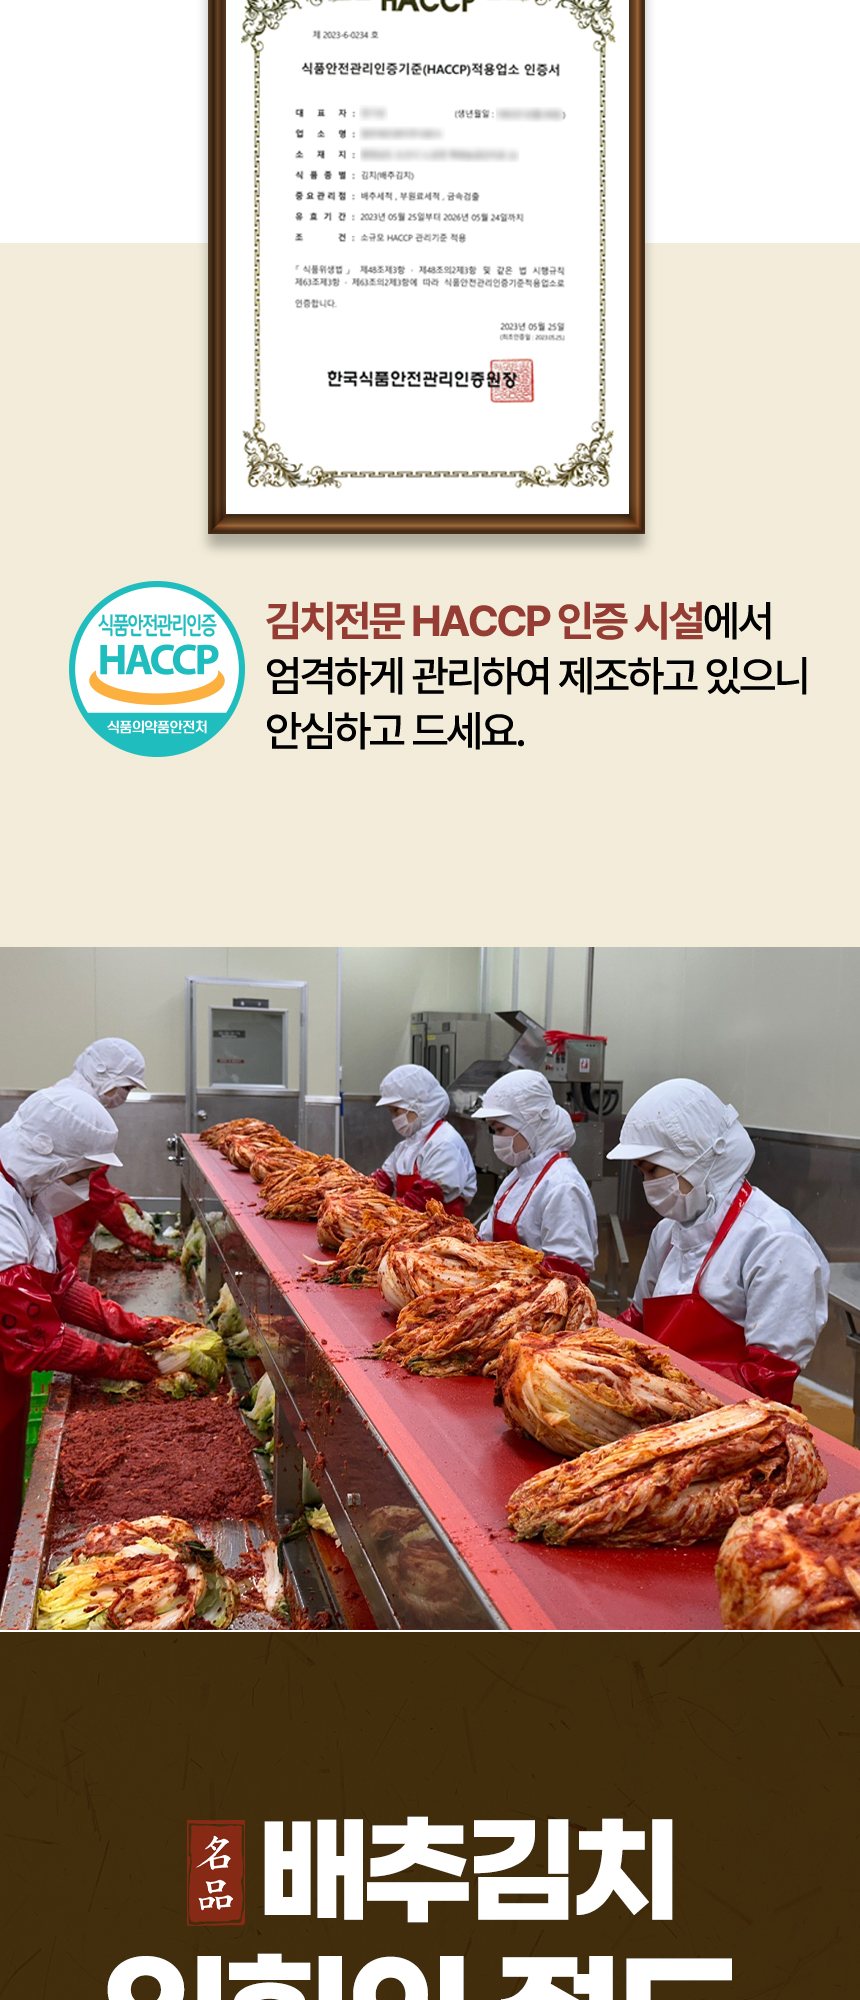 HACCP
제 2023-6-0234 호
식품안전관리인증기준(HACCP)적용업소 인증서
대 표 자 :
(생년월일 : )
업 소 명 :
소 재 지 :
식 품 종 별 : 김치(배추김치)
중요관리점 : 배추세척 , 부원료세척 , 금속검출
유 효 기 간 : 2023년 05월 25일부터 2026년 05월 24일까지
조 건 : 소규모 HACCP 관리기준 적용
「식품위생법」 제48조제3항 · 제48조의2제3항 및 같은 법 시행규칙
제63조제3항 · 제63조의2제3항에 따라 식품안전관리인증기준적용업소로
인증합니다.
2023년 05월 25일
(최초인증일 : 2023.05.25)
한국식품안전관리인증원장
식품안전관리인증
HACCP
식품의약품안전처
김치전문 HACCP 인증 시설에서
엄격하게 관리하여 제조하고 있으니
안심하고 드세요.
名品
배추김치